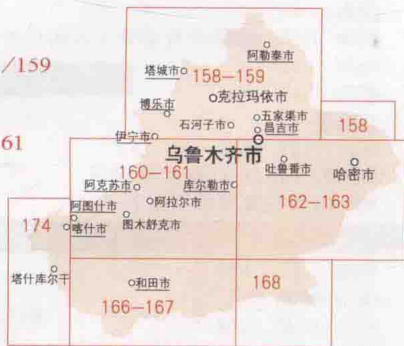 阿勒泰市
/159
塔城市
158—159
克拉玛依市
博乐市
五家渠市
158
石河子市
昌吉市
61
伊宁市
乌鲁木齐市
吐鲁番市
哈密市
160—161
阿克苏市
库尔勒市
阿拉尔市
162—163
阿图什市
174
图木舒克市
喀什市
塔什库尔干
和田市
168
166—167